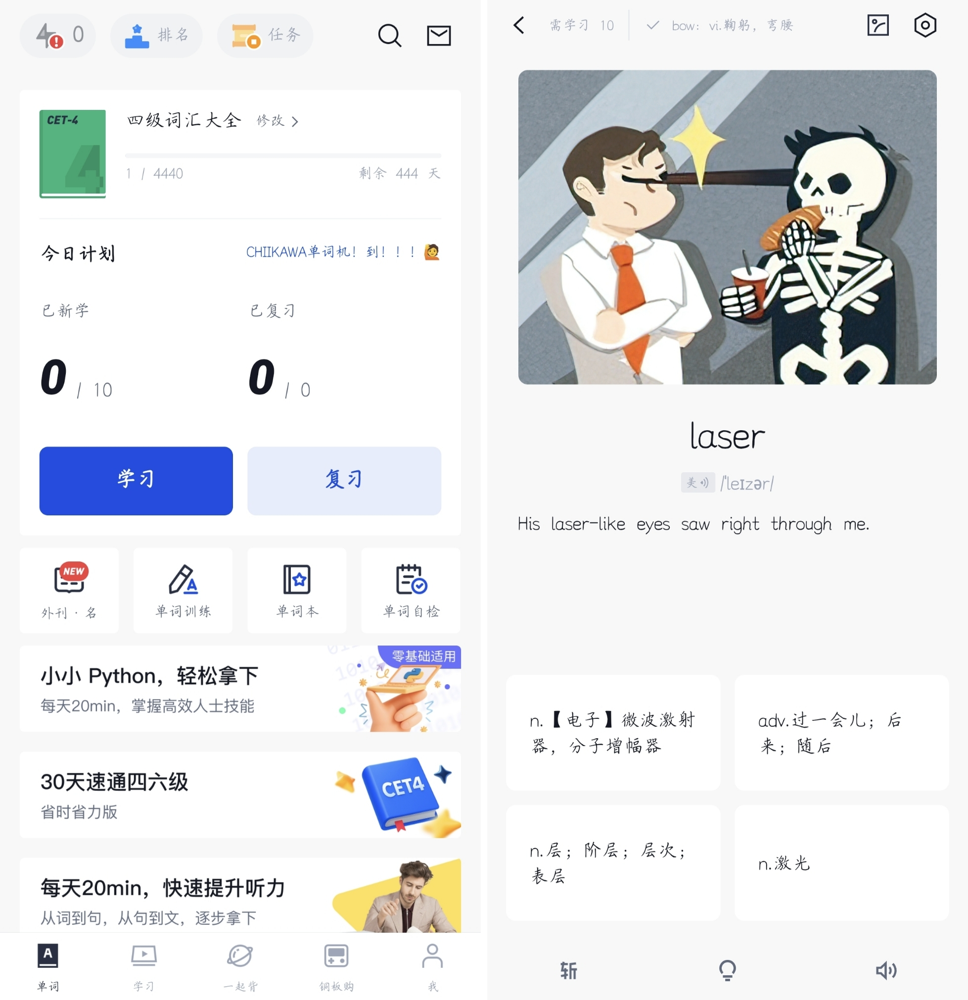 4 0
排名
任务
CET-4
4
四级词汇大全 修改
1 / 4440
剩余 444 天
今日计划
CHIIKAWA单词机！到！！！🙋
已新学
已复习
0 / 10
0 / 0
学习
复习
NEW
外刊 · 名
单词训练
单词本
单词自检
零基础适用
小小 Python，轻松拿下
每天20min，掌握高效人士技能
30天速通四六级
省时省力版
CET4
每天20min，快速提升听力
从词到句，从句到文，逐步拿下
A
单词
学习
一起背
铜板购
我
需学习 10
bow: vi.鞠躬，弯腰
laser
美 /ˈleɪzər/
His laser-like eyes saw right through me.
n.【电子】微波激射
器，分子增幅器
adv.过一会儿；后
来；随后
n.层；阶层；层次；
表层
n.激光
斩